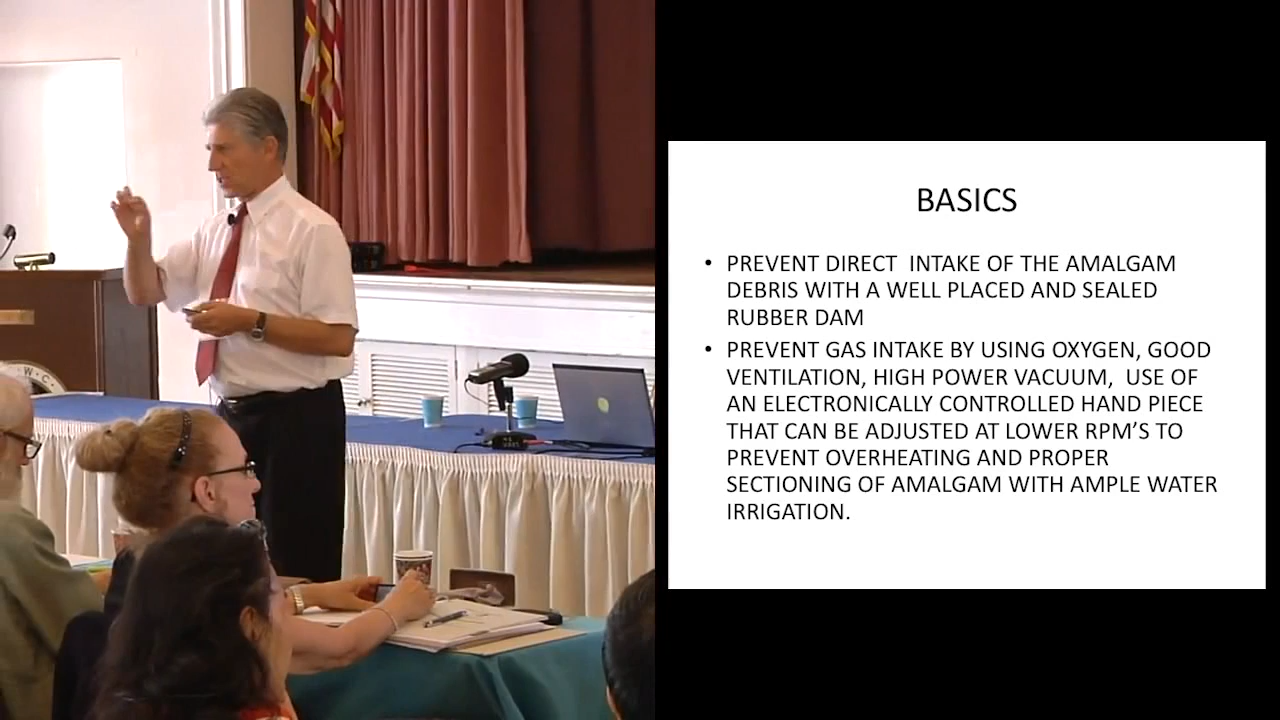 BASICS
• PREVENT DIRECT INTAKE OF THE AMALGAM
DEBRIS WITH A WELL PLACED AND SEALED
RUBBER DAM
• PREVENT GAS INTAKE BY USING OXYGEN, GOOD
VENTILATION, HIGH POWER VACUUM, USE OF
AN ELECTRONICALLY CONTROLLED HAND PIECE
THAT CAN BE ADJUSTED AT LOWER RPM’S TO
PREVENT OVERHEATING AND PROPER
SECTIONING OF AMALGAM WITH AMPLE WATER
IRRIGATION.